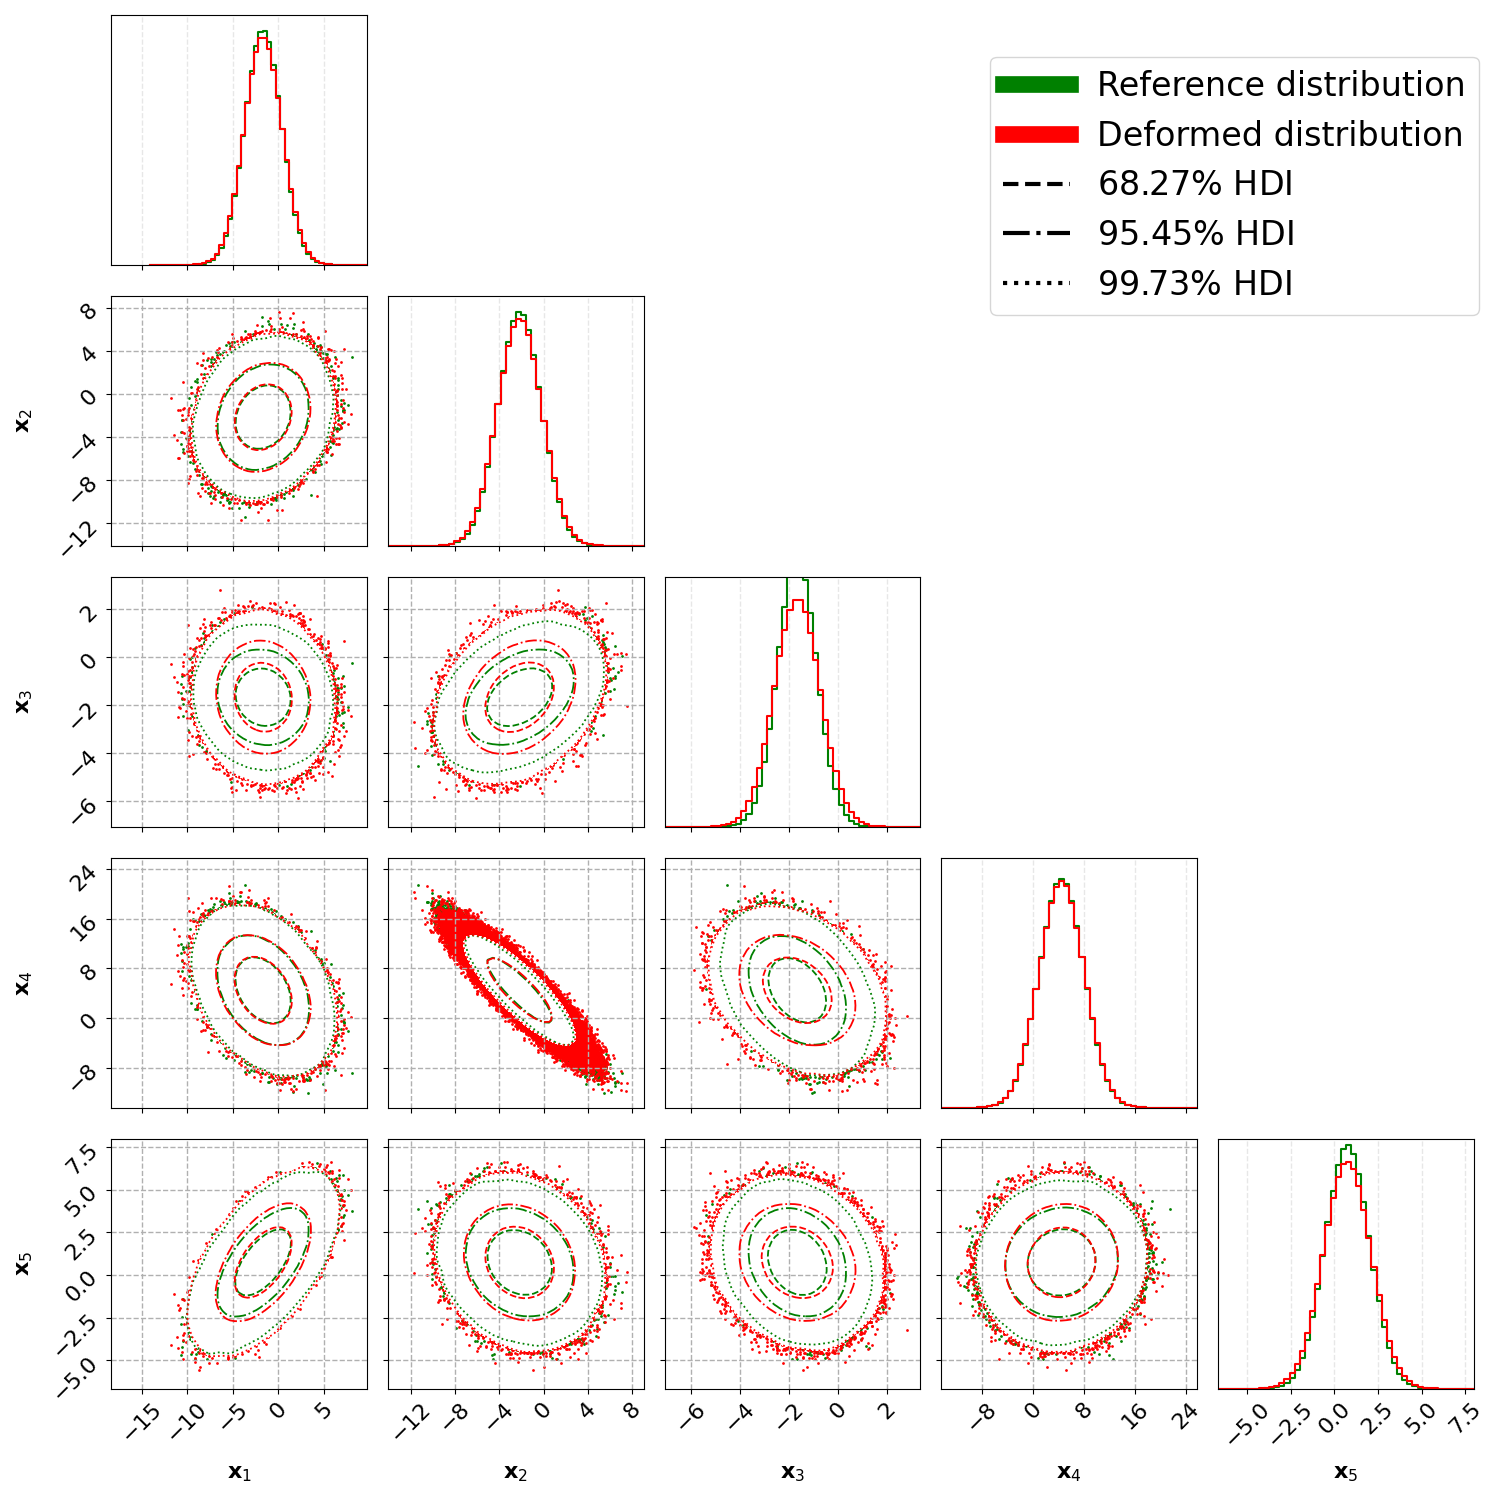 Reference distribution
Deformed distribution
68.27% HDI
95.45% HDI
99.73% HDI
8
4
0
−4
−8
−12
x₂
2
0
−2
−4
−6
x₃
24
16
8
0
−8
x₄
7.5
5.0
2.5
0.0
−2.5
−5.0
x₅
−15 −10 −5 0 5 −12 −8 −4 0 4 8 −6 −4 −2 0 2 −8 0 8 16 24 −5.0 −2.5 0.0 2.5 5.0 7.5
x₁ x₂ x₃ x₄ x₅